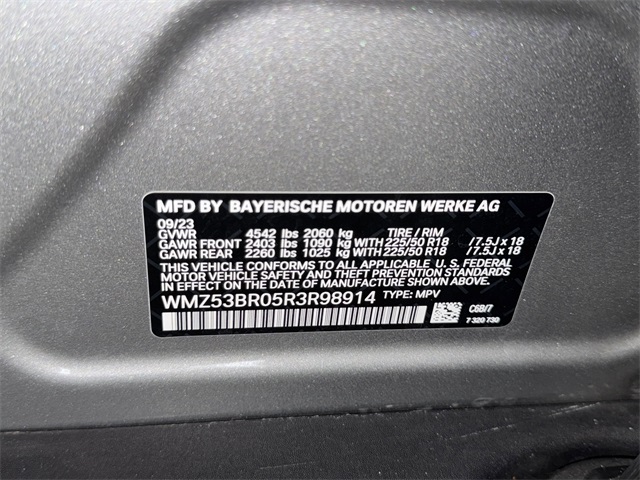 MFD BY BAYERISCHE MOTOREN WERKE AG
09/23
GVWR 4542 lbs 2060 kg TIRE / RIM
GAWR FRONT 2403 lbs 1090 kg WITH 225/50 R18 /7.5J x 18
GAWR REAR 2260 lbs 1025 kg WITH 225/50 R18 /7.5J x 18
THIS VEHICLE CONFORMS TO ALL APPLICABLE U. S. FEDERAL
MOTOR VEHICLE SAFETY AND THEFT PREVENTION STANDARDS
IN EFFECT ON THE DATE OF MANUFACTURE SHOWN ABOVE.
WMZ53BR05R3R98914 TYPE: MPV
C6B/7
7 320 730